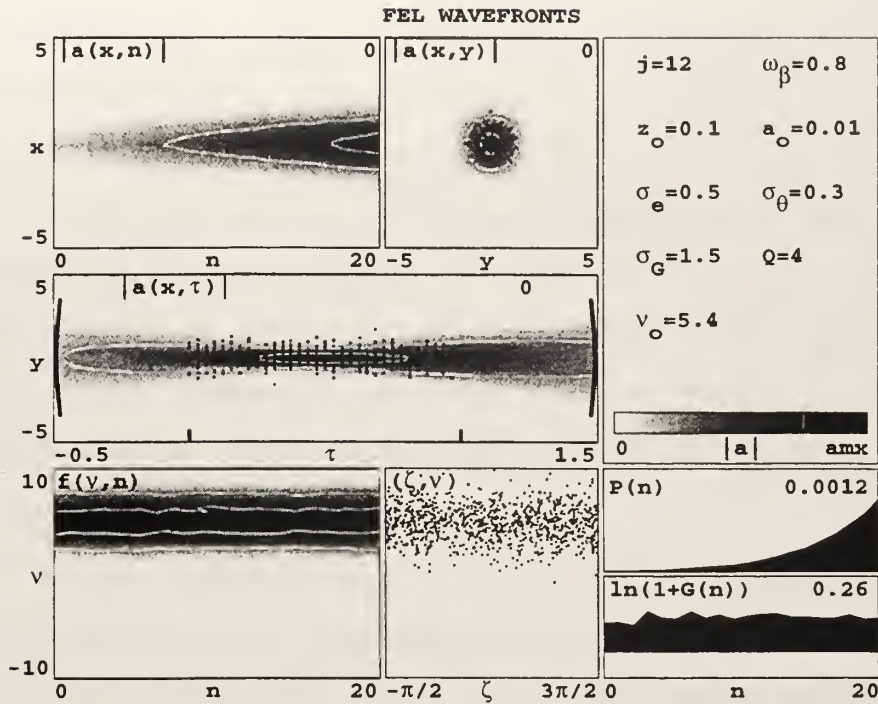 FEL WAVEFRONTS
5 |a(x,n)| 0
x
-5
0 n 20
|a(x,y)| 0
-5 y 5
j=12 ω_β=0.8
z_o=0.1 a_o=0.01
σ_e=0.5 σ_θ=0.3
σ_G=1.5 Q=4
ν_o=5.4
0 |a| amx
5 |a(x,τ)| 0
y
-5
-0.5 τ 1.5
10 f(ν,n)
ν
-10
0 n 20
(ζ,ν)
-π/2 ζ 3π/2
P(n) 0.0012
ln(1+G(n)) 0.26
0 n 20